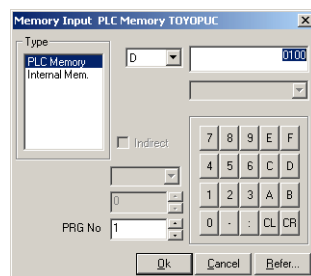 Memory Input PLC Memory TOYOPUC
Type
PLC Memory
Internal Mem.
D
0100
Indirect
7 8 9 E F
4 5 6 C D
0
1 2 3 A B
PRG No 1
0 - : CL CR
Ok Cancel Refer...